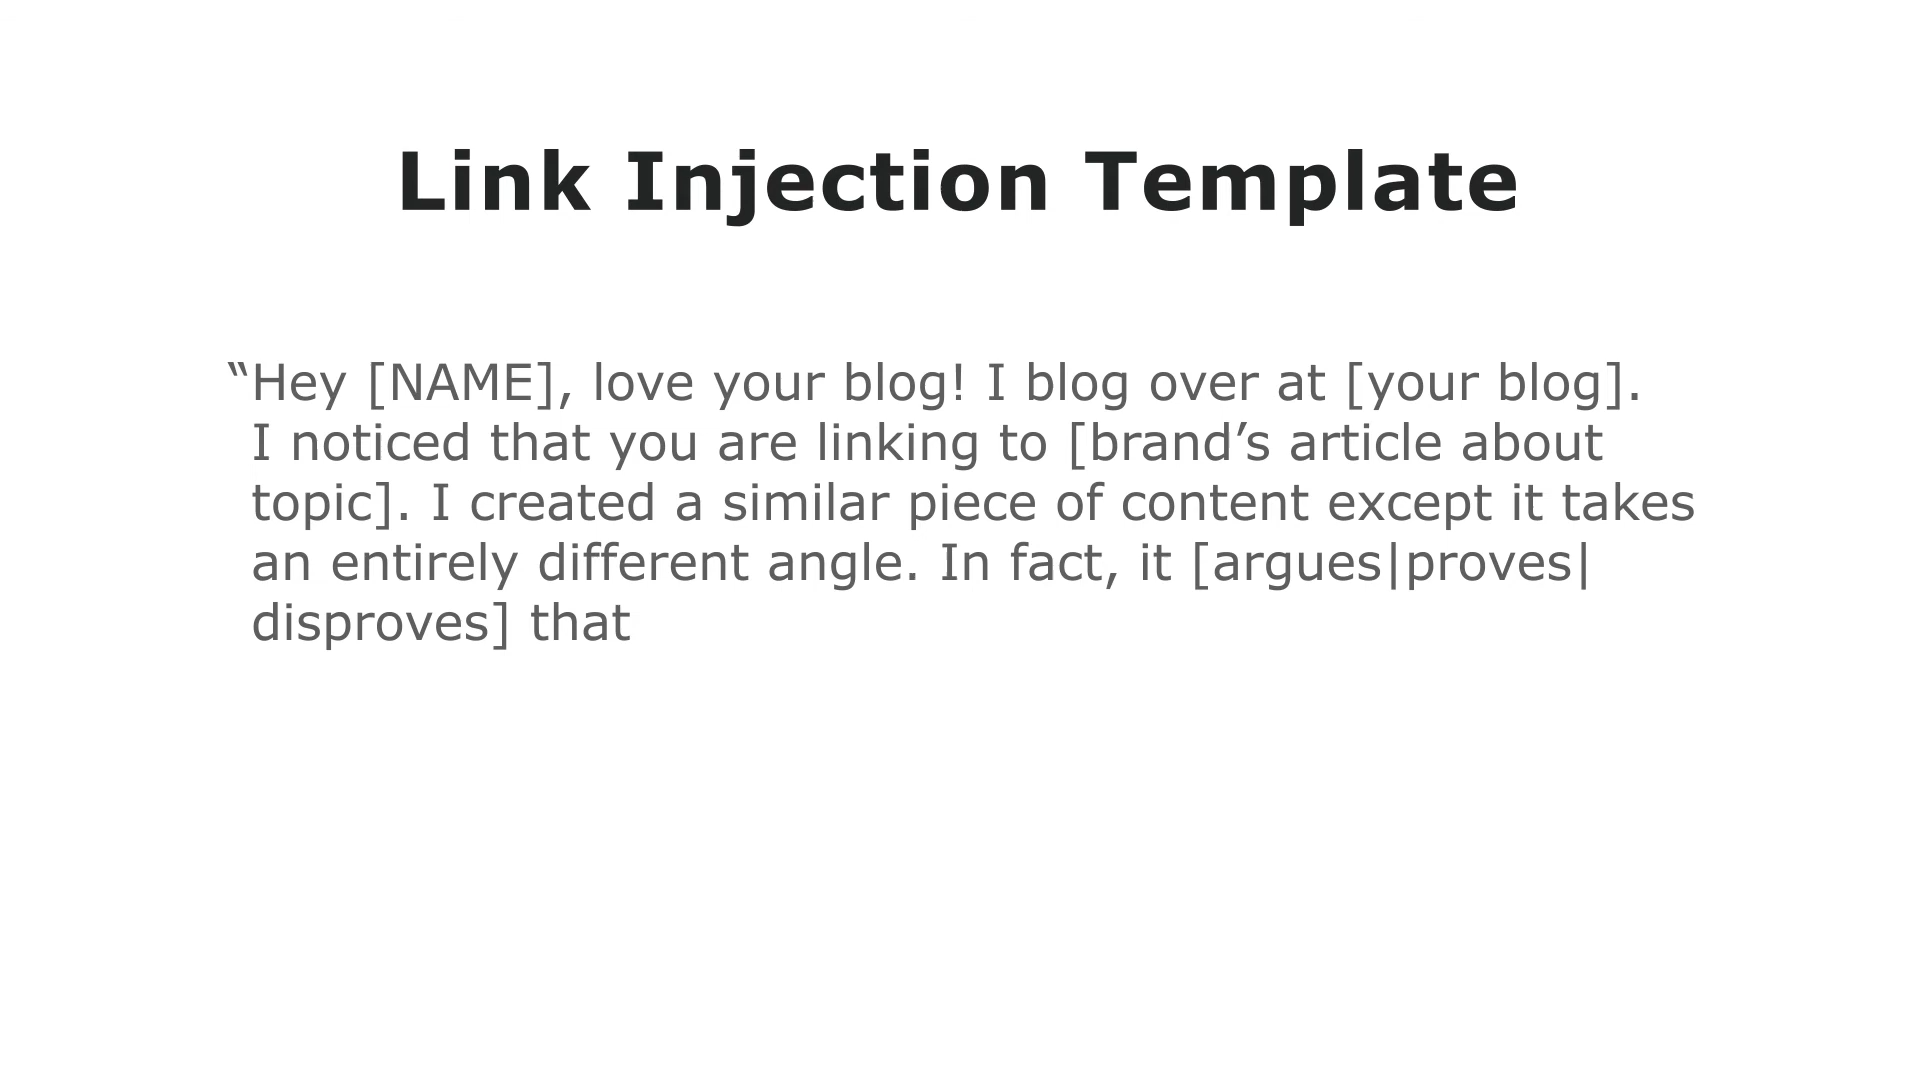 Link Injection Template
“Hey [NAME], love your blog! I blog over at [your blog].
I noticed that you are linking to [brand’s article about
topic]. I created a similar piece of content except it takes
an entirely different angle. In fact, it [argues|proves|
disproves] that